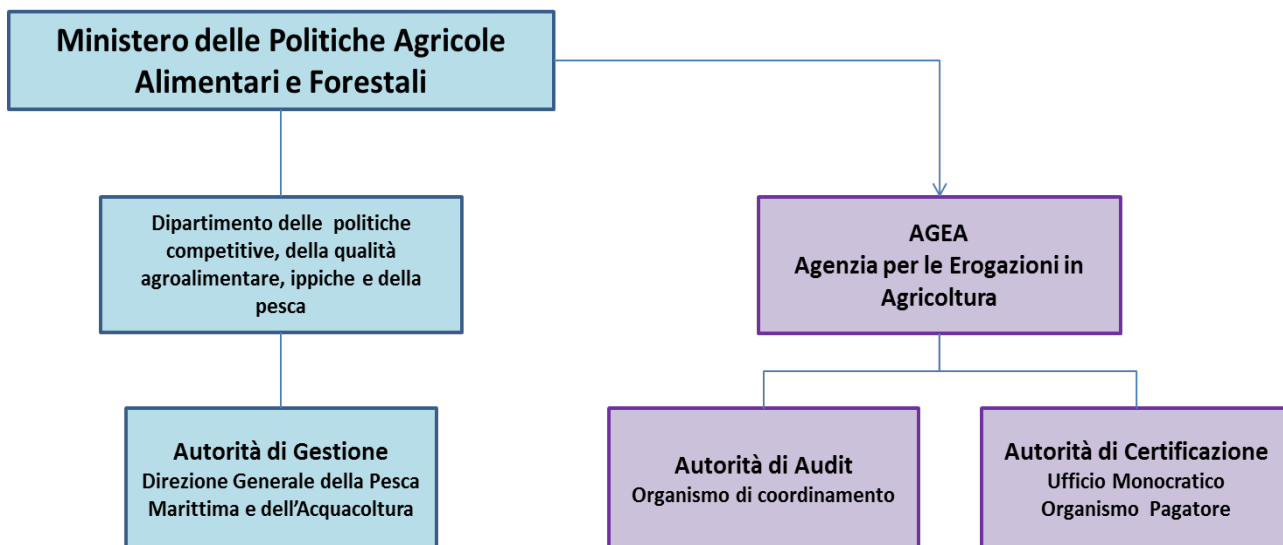 Ministero delle Politiche Agricole
Alimentari e Forestali
Dipartimento delle politiche
competitive, della qualità
agroalimentare, ippiche e della
pesca
AGEA
Agenzia per le Erogazioni in
Agricoltura
Autorità di Gestione
Direzione Generale della Pesca
Marittima e dell’Acquacoltura
Autorità di Audit
Organismo di coordinamento
Autorità di Certificazione
Ufficio Monocratico
Organismo Pagatore